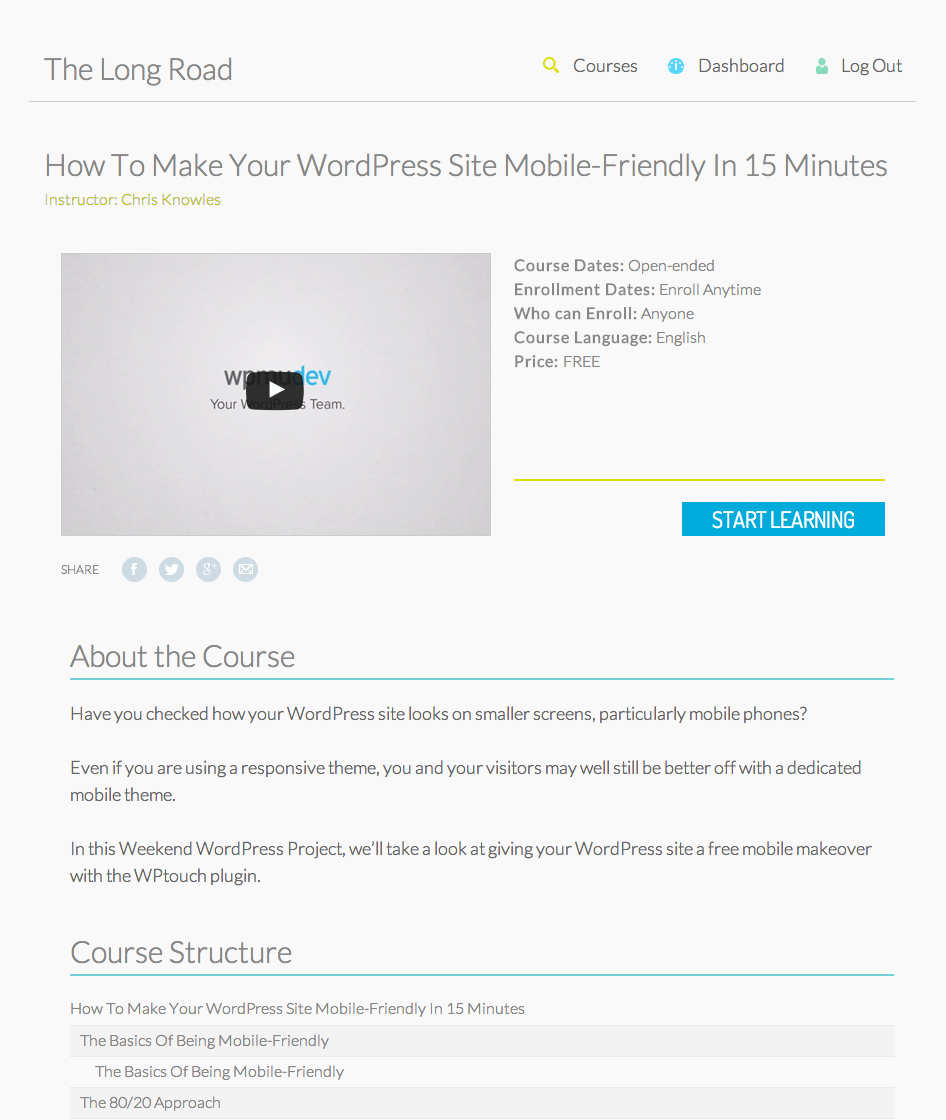 The Long Road
Courses
Dashboard
Log Out
How To Make Your WordPress Site Mobile-Friendly In 15 Minutes
Instructor: Chris Knowles
wpmudev
Your WordPress Team.
Course Dates: Open-ended
Enrollment Dates: Enroll Anytime
Who can Enroll: Anyone
Course Language: English
Price: FREE
START LEARNING
SHARE
About the Course
Have you checked how your WordPress site looks on smaller screens, particularly mobile phones?
Even if you are using a responsive theme, you and your visitors may well still be better off with a dedicated
mobile theme.
In this Weekend WordPress Project, we’ll take a look at giving your WordPress site a free mobile makeover
with the WPtouch plugin.
Course Structure
How To Make Your WordPress Site Mobile-Friendly In 15 Minutes
The Basics Of Being Mobile-Friendly
The Basics Of Being Mobile-Friendly
The 80/20 Approach